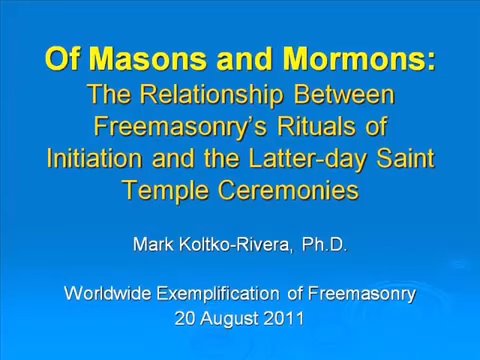 Of Masons and Mormons:
The Relationship Between
Freemasonry's Rituals of
Initiation and the Latter-day Saint
Temple Ceremonies
Mark Koltko-Rivera, Ph.D.
Worldwide Exemplification of Freemasonry
20 August 2011